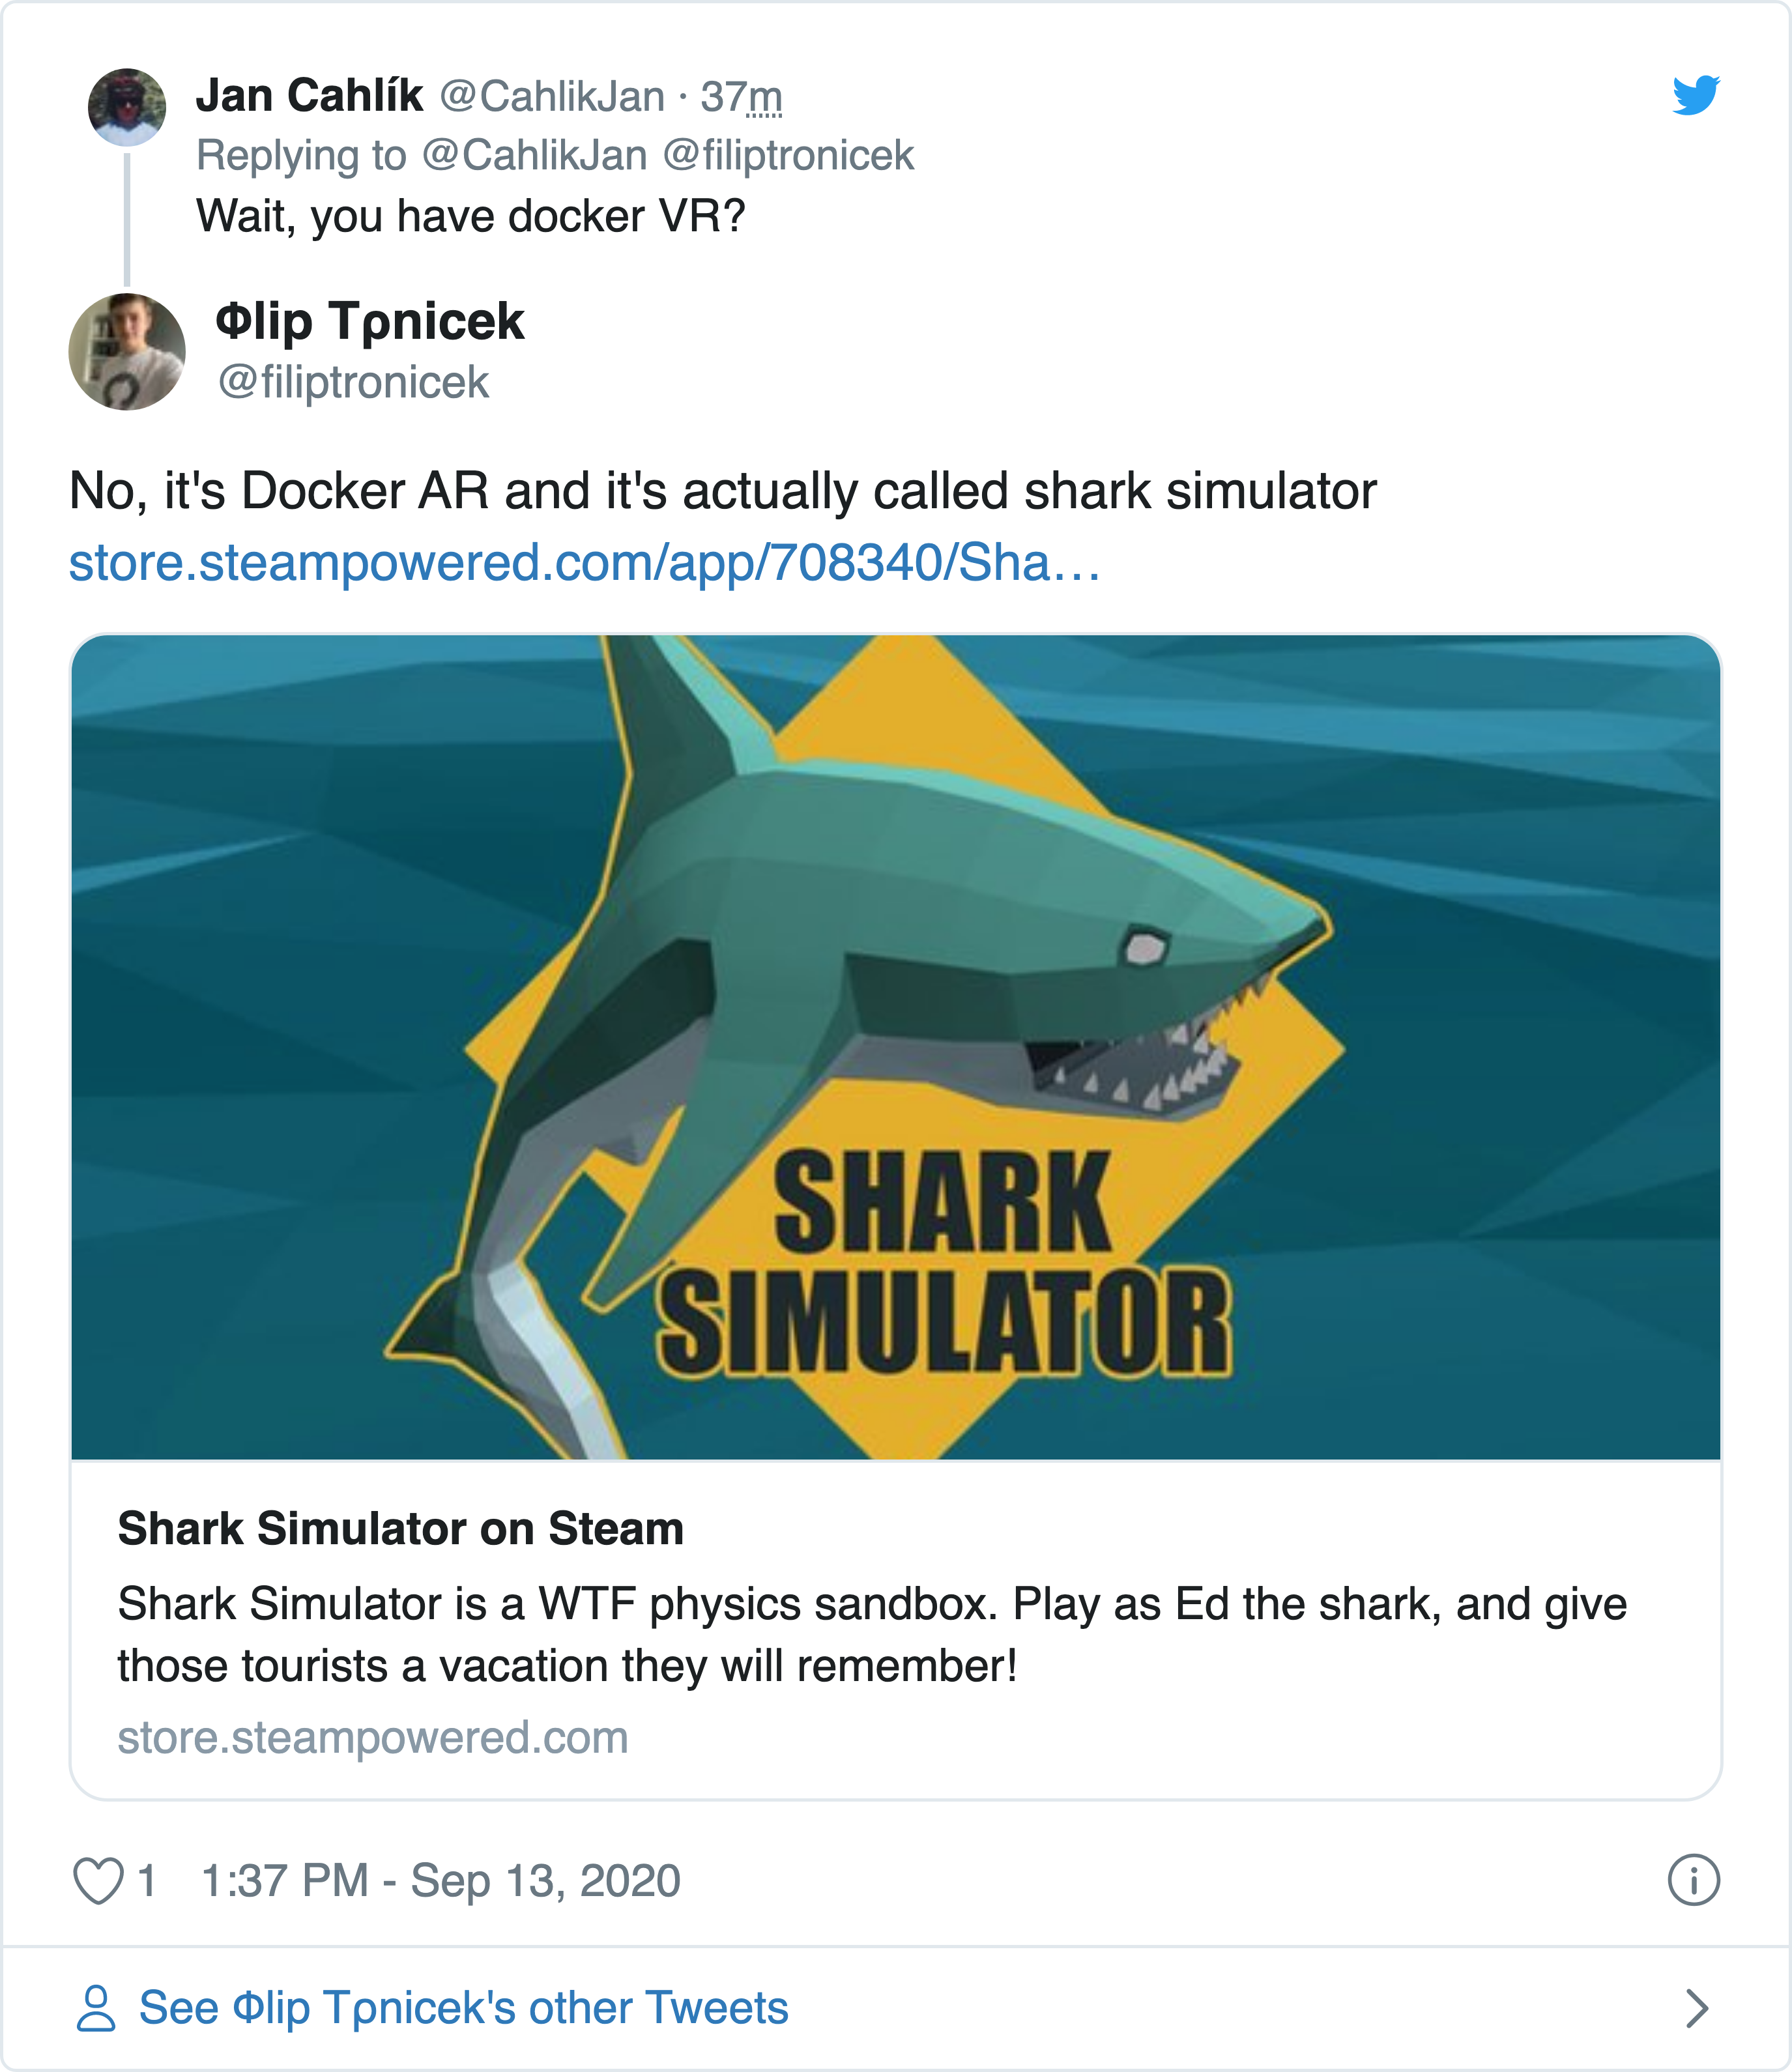 Jan Cahlík @CahlikJan · 37m
Replying to @CahlikJan @filiptronicek
Wait, you have docker VR?
Φlip Tρnicek
@filiptronicek
No, it's Docker AR and it's actually called shark simulator
store.steampowered.com/app/708340/Sha…
SHARK
SIMULATOR
Shark Simulator on Steam
Shark Simulator is a WTF physics sandbox. Play as Ed the shark, and give
those tourists a vacation they will remember!
store.steampowered.com
1 1:37 PM - Sep 13, 2020
See Φlip Tρnicek's other Tweets